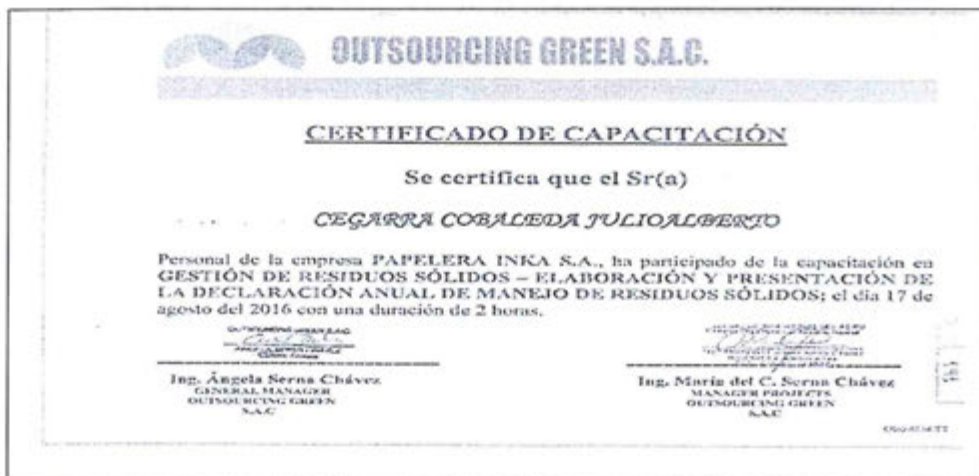 OUTSOURCING GREEN S.A.C.
CERTIFICADO DE CAPACITACIÓN
Se certifica que el Sr(a)
CEGARRA COBALEDA JULIOALBERTO
Personal de la empresa PAPELERA INKA S.A., ha participado de la capacitación en
GESTIÓN DE RESIDUOS SÓLIDOS – ELABORACIÓN Y PRESENTACIÓN DE
LA DECLARACIÓN ANUAL DE MANEJO DE RESIDUOS SÓLIDOS; el día 17 de
agosto del 2016 con una duración de 2 horas.
Ing. Ángela Serna Chávez
GENERAL MANAGER
OUTSOURCING GREEN
S.A.C
Ing. María del C. Serna Chávez
MANAGER PROJECTS
OUTSOURCING GREEN
S.A.C